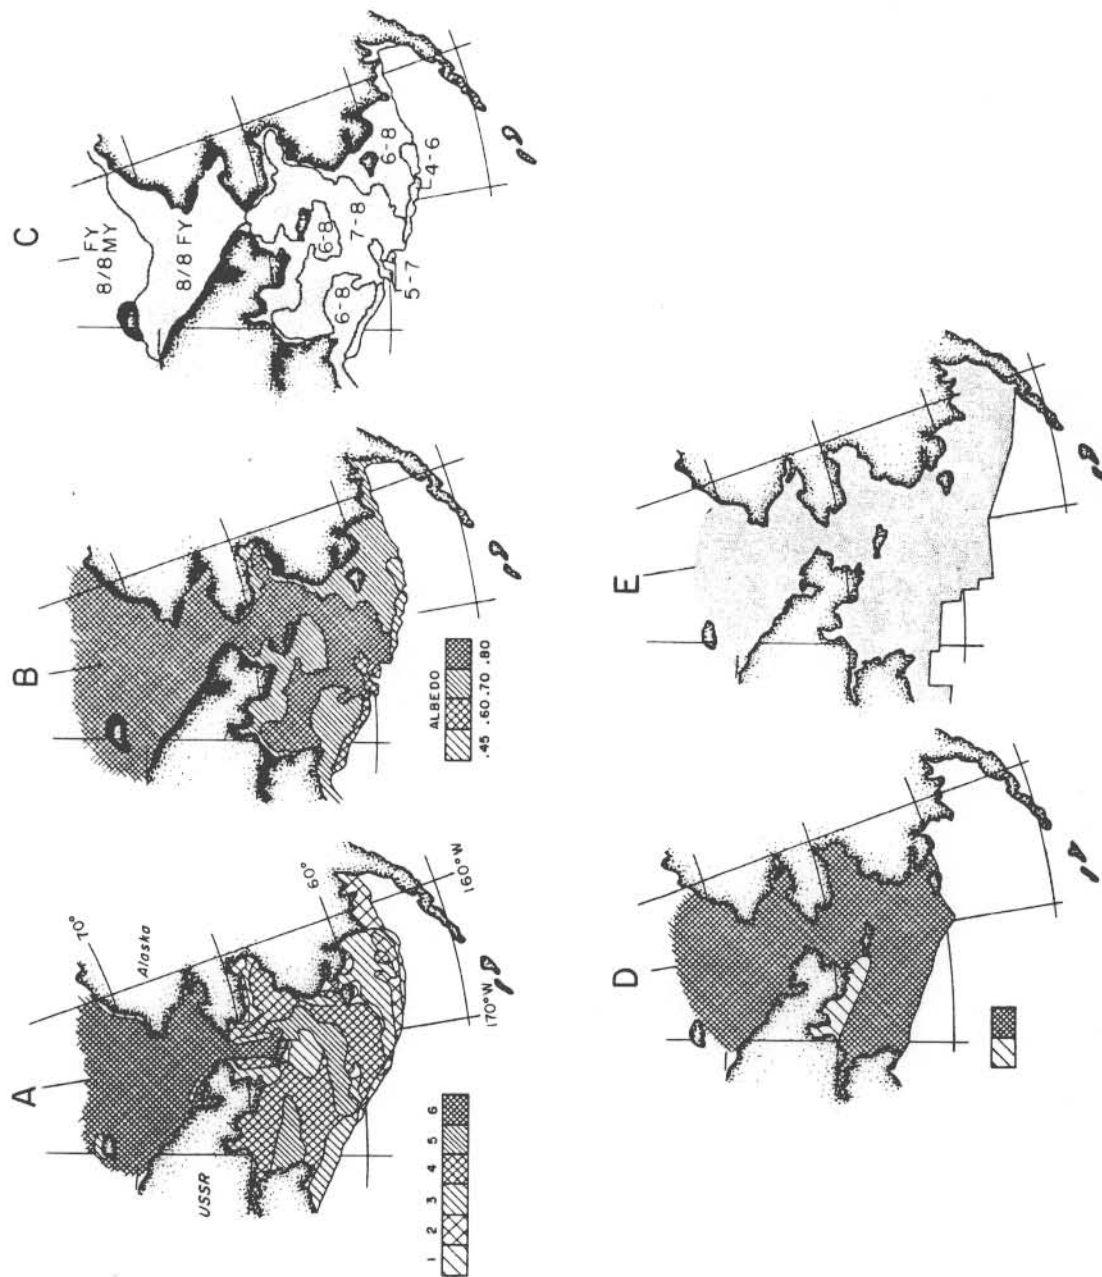 A
70°
Alaska
60°
160°W
170°W
USSR
1 2 3 4 5 6
B
ALBEDO
.45 .60 .70 .80
C
8/8 FY
MY
8/8 FY
6-8
6-8
7-8
6-8
4-6
5-7
D
E